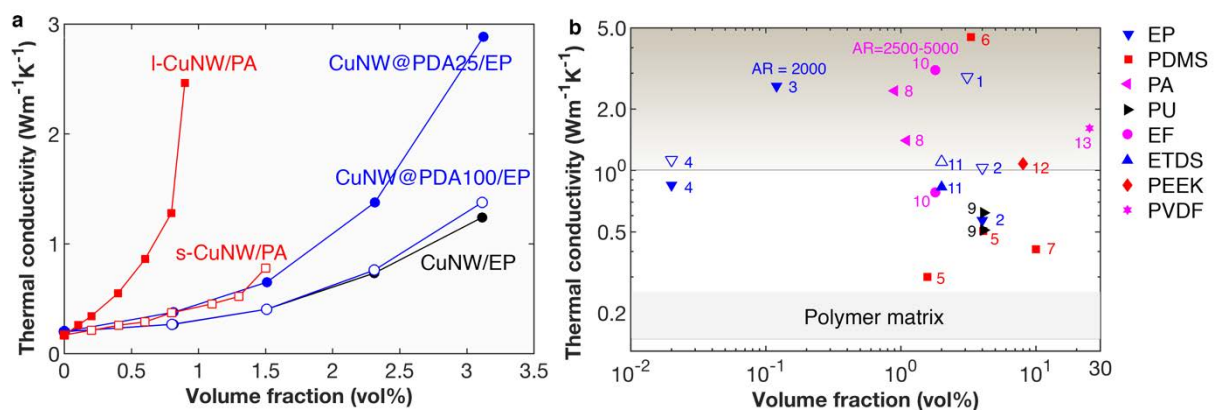 a
Thermal conductivity (Wm⁻¹K⁻¹)
3
2
1
0
0
0.5
1.0
1.5
2.0
2.5
3.0
3.5
Volume fraction (vol%)
l-CuNW/PA
CuNW@PDA25/EP
CuNW@PDA100/EP
s-CuNW/PA
CuNW/EP
b
Thermal conductivity (Wm⁻¹K⁻¹)
5.0
2.0
10⁰
0.5
0.2
10⁻²
10⁻¹
10⁰
10¹
30
Volume fraction (vol%)
AR=2500-5000
6
10
AR = 2000
1
3
8
13
8
4
11
2
12
4
11
10
9
2
9
5
7
5
Polymer matrix
EP
PDMS
PA
PU
EF
ETDS
PEEK
PVDF